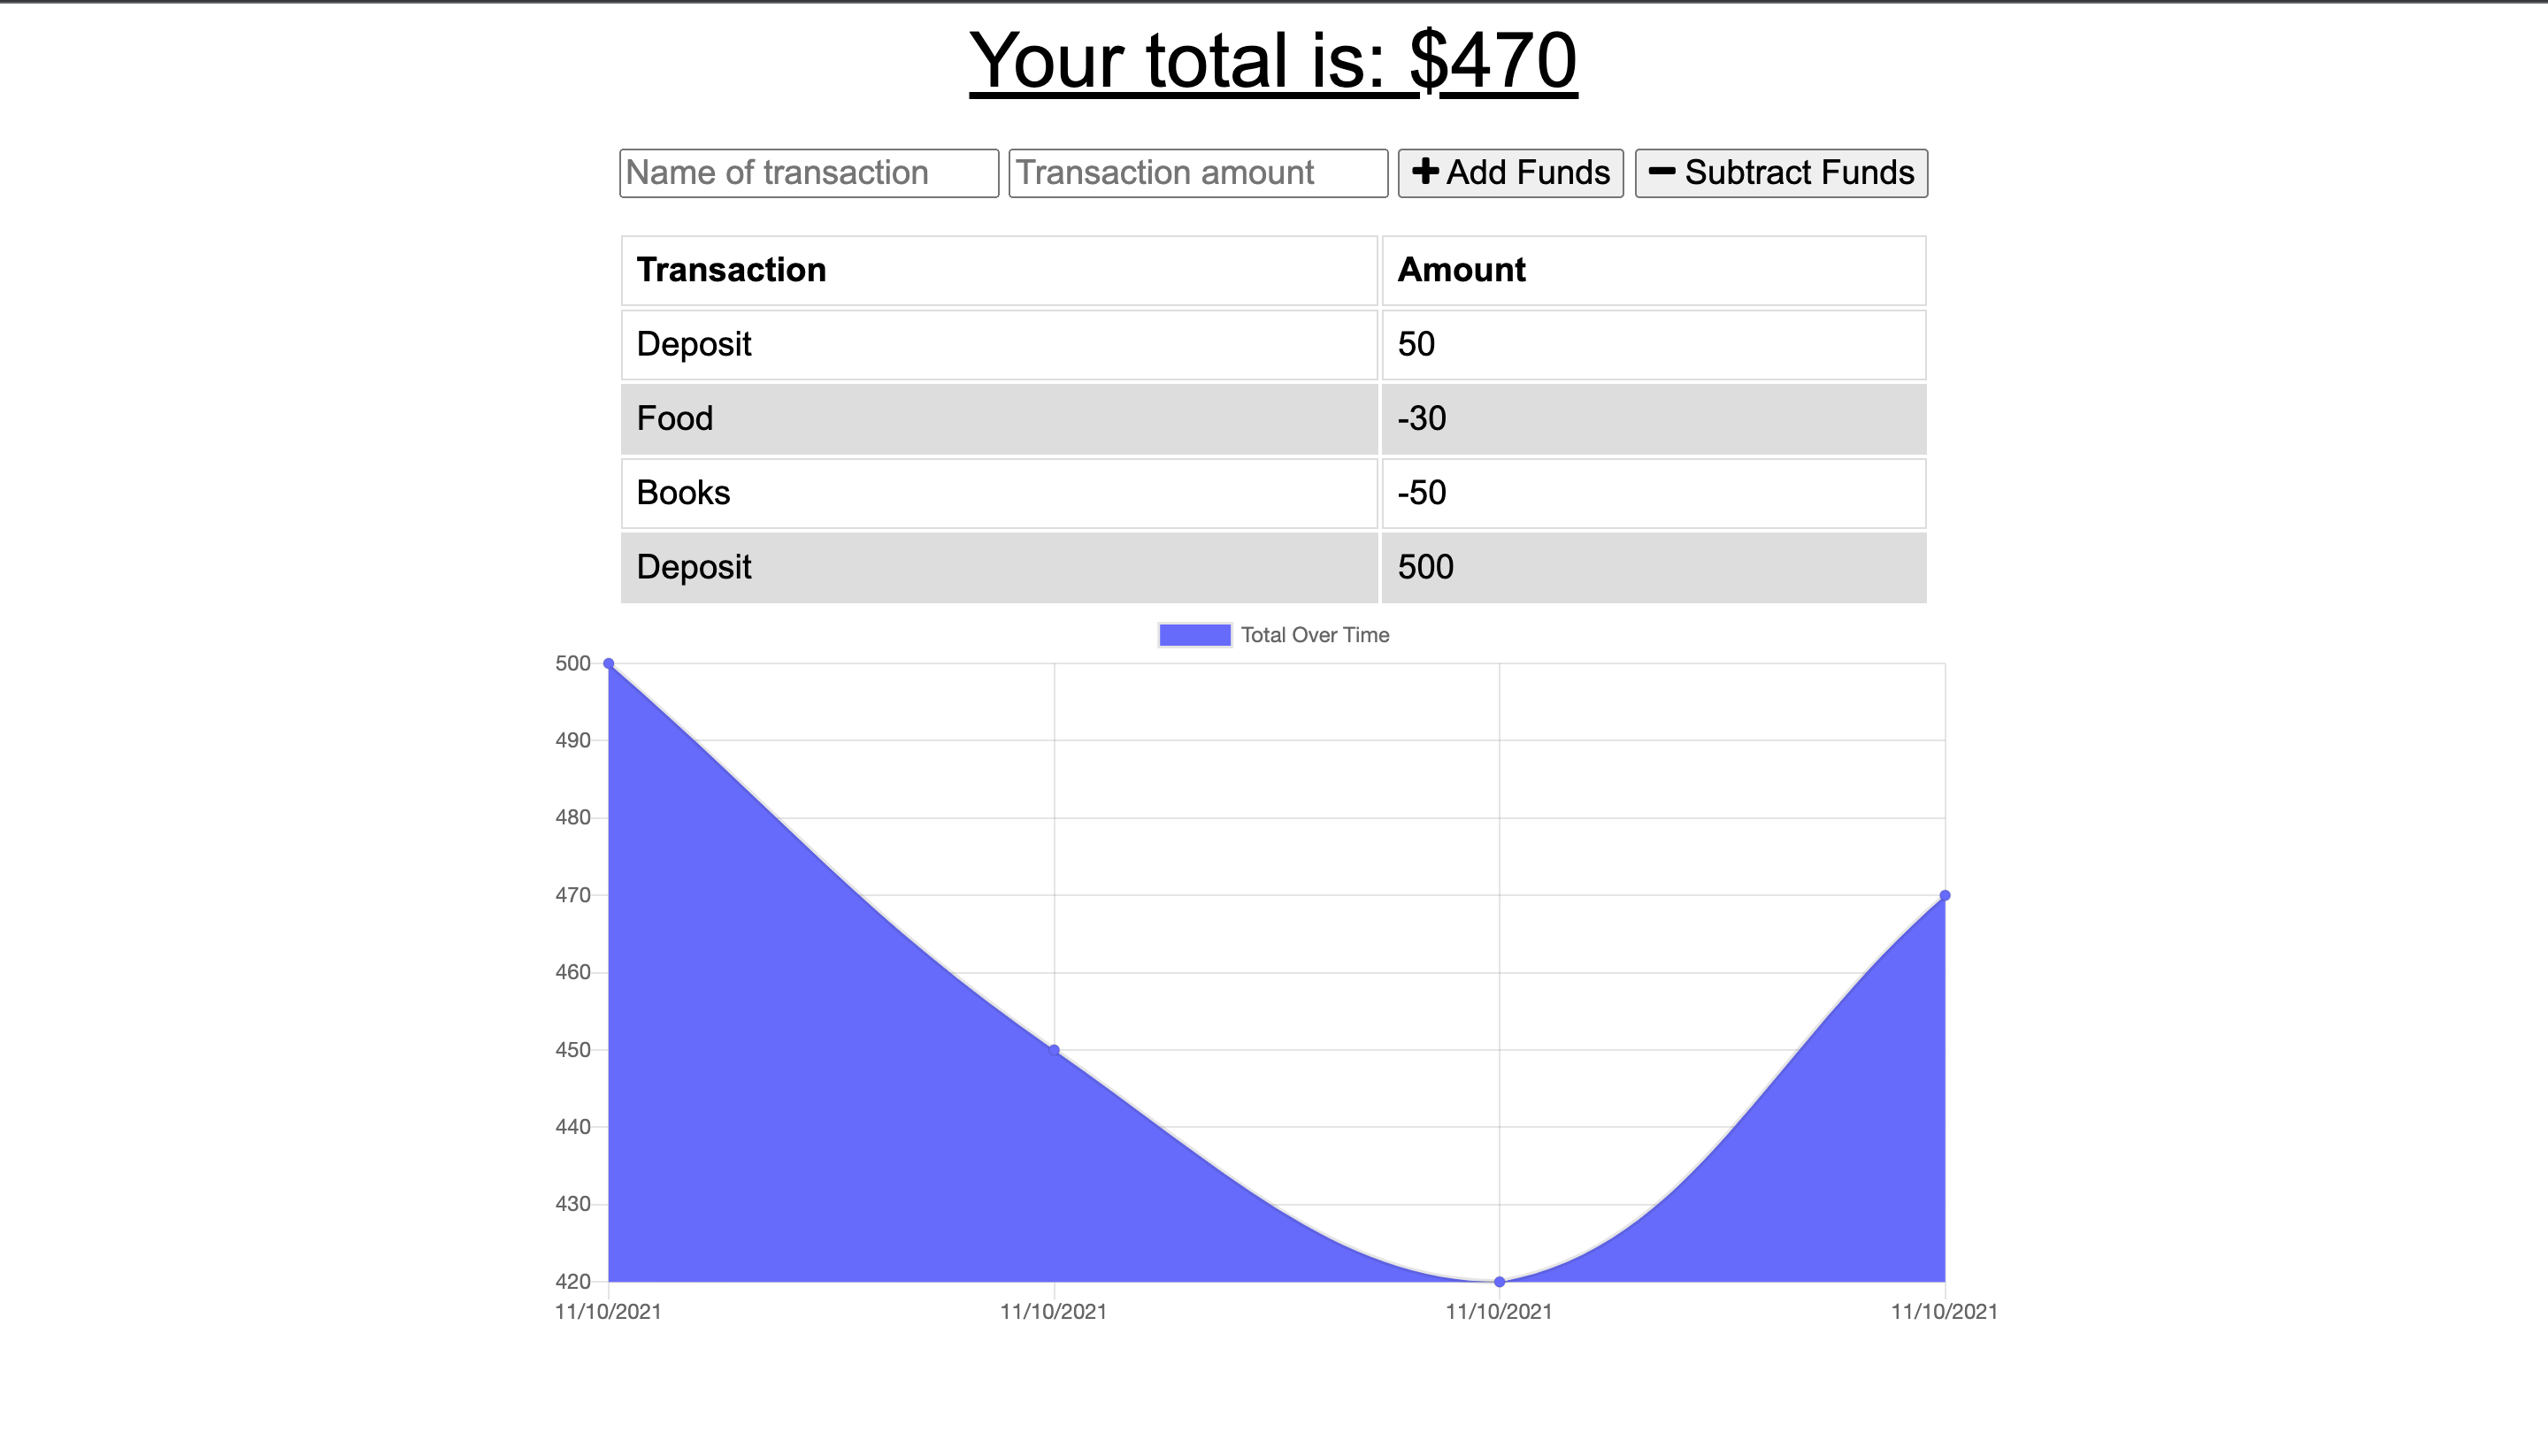 Your total is: $470
Name of transaction Transaction amount Add Funds Subtract Funds
Transaction Amount
Deposit 50
Food -30
Books -50
Deposit 500
Total Over Time
500
490
480
470
460
450
440
430
420
11/10/2021 11/10/2021 11/10/2021 11/10/2021